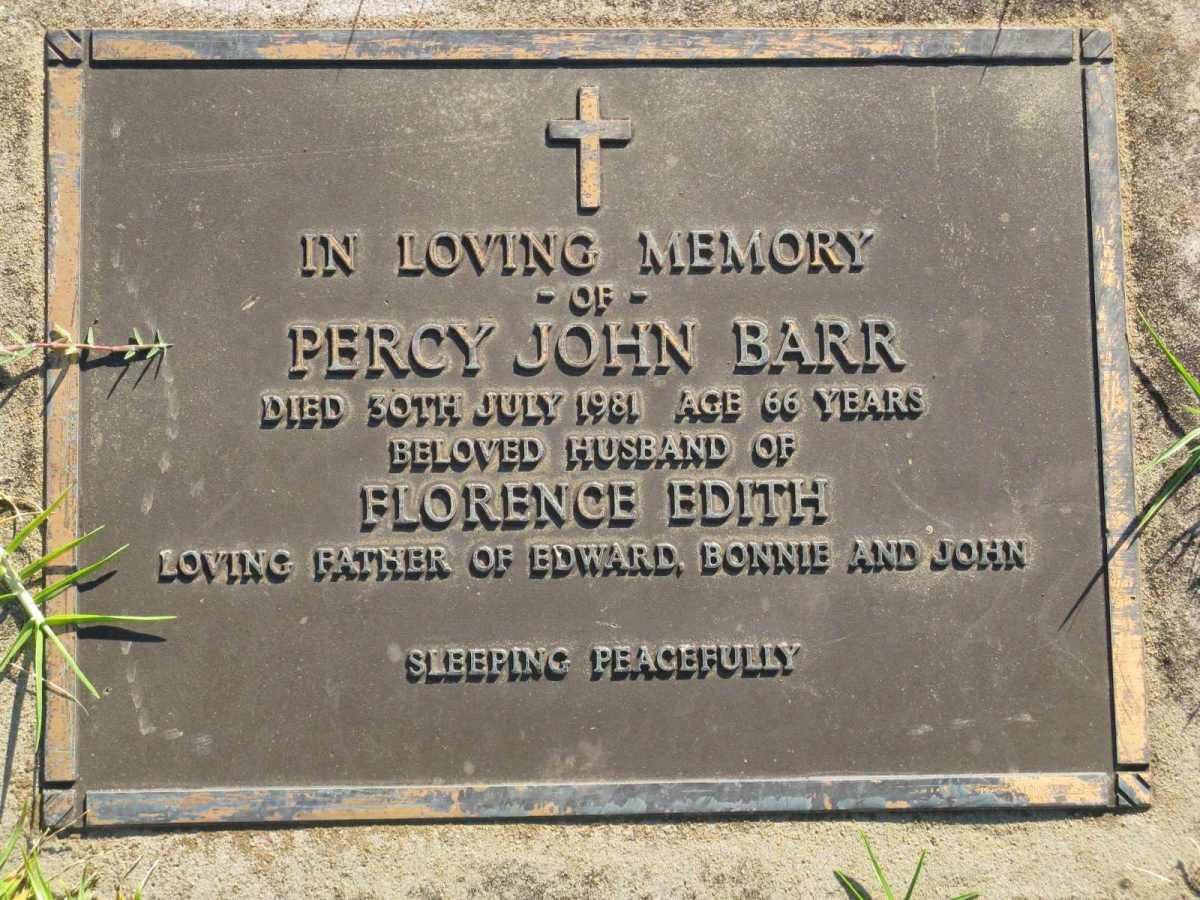 IN LOVING MEMORY
- OF -
PERCY JOHN BARR
DIED 30TH JULY 1981 AGE 66 YEARS
BELOVED HUSBAND OF
FLORENCE EDITH
LOVING FATHER OF EDWARD, BONNIE AND JOHN
SLEEPING PEACEFULLY